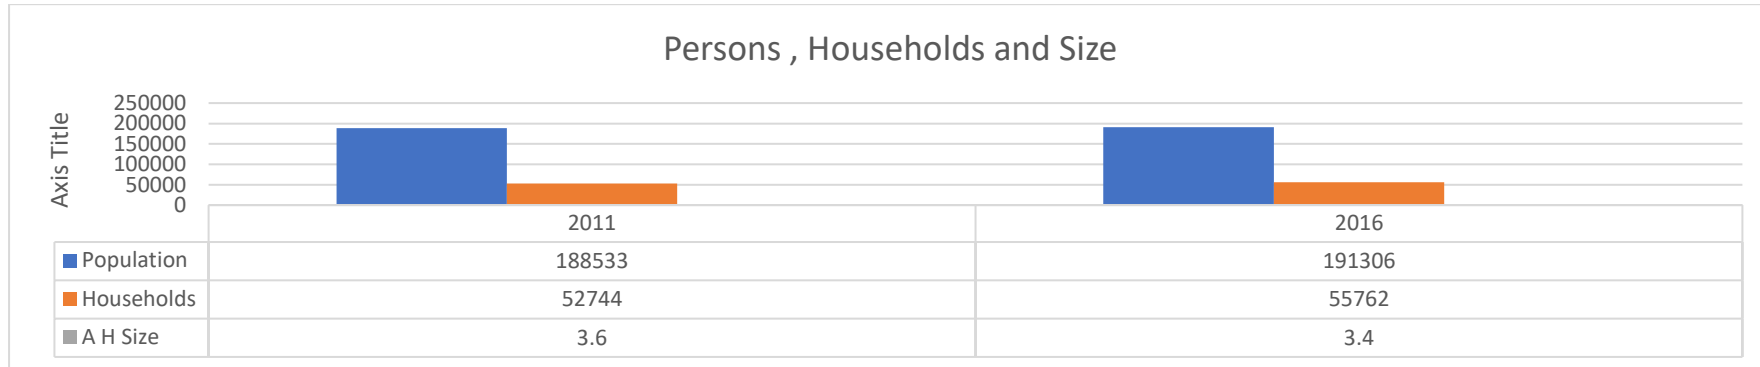 Persons , Households and Size
Axis Title
250000
200000
150000
100000
50000
0
2011 2016
Population 188533 191306
Households 52744 55762
A H Size 3.6 3.4